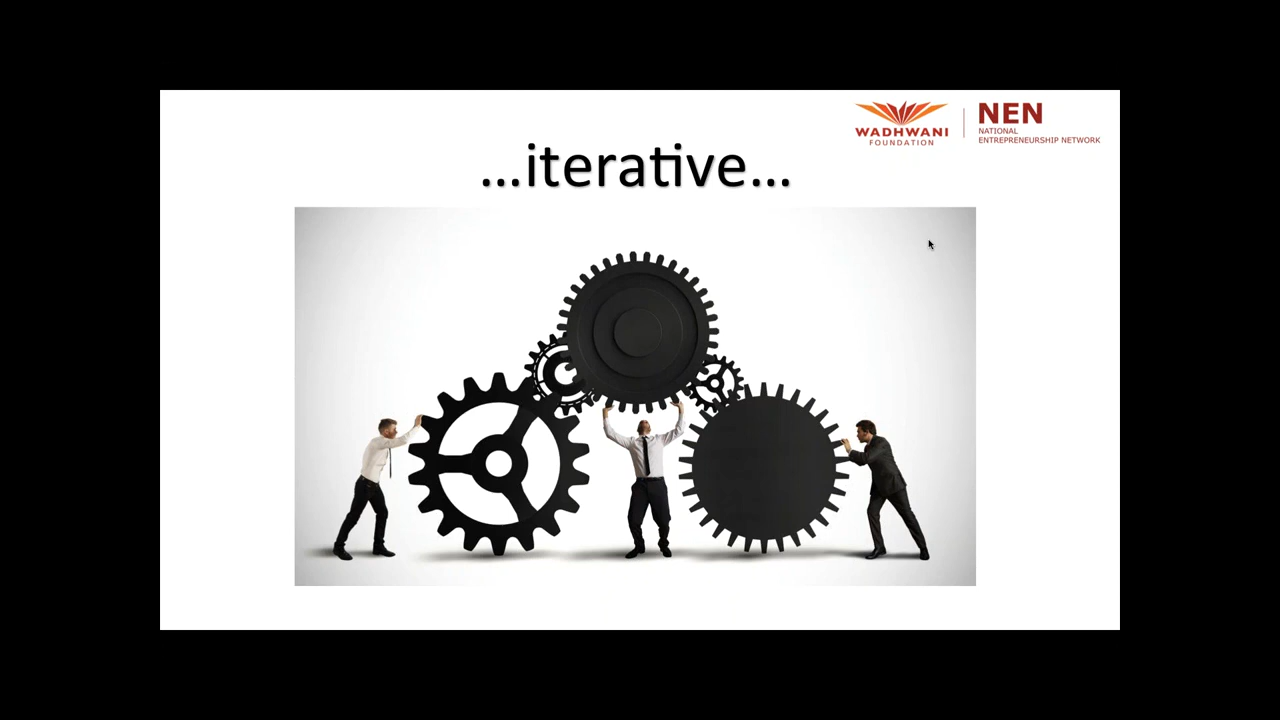 WADHWANI
FOUNDATION
NEN
NATIONAL
ENTREPRENEURSHIP NETWORK
...iterative...